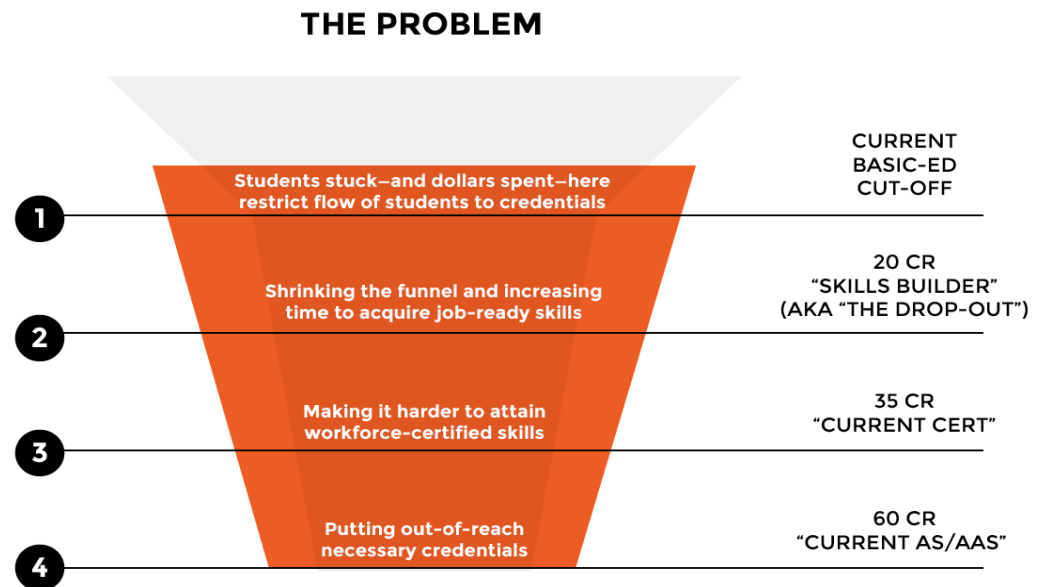 THE PROBLEM
CURRENT
BASIC-ED
CUT-OFF
Students stuck—and dollars spent—here
restrict flow of students to credentials
1
20 CR
“SKILLS BUILDER”
(AKA “THE DROP-OUT”)
Shrinking the funnel and increasing
time to acquire job-ready skills
2
35 CR
“CURRENT CERT”
Making it harder to attain
workforce-certified skills
3
60 CR
“CURRENT AS/AAS”
Putting out-of-reach
necessary credentials
4